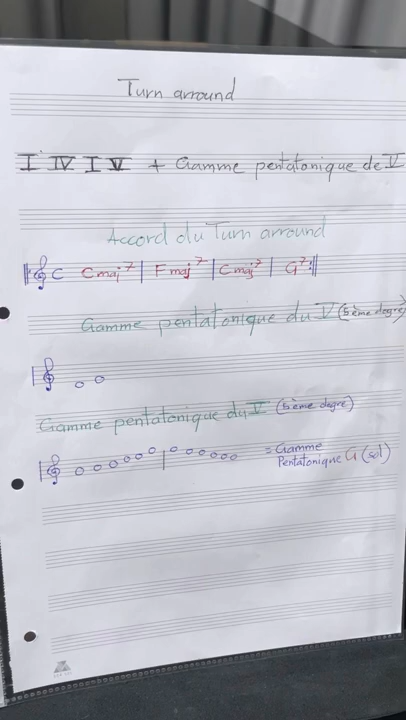 Turn arround
I IV I V + Gamme pentatonique de V
Accord du Turn arround
C Cmaj7 | Fmaj7 | Cmaj7 | G7 :||
Gamme pentatonique du V (5ème degré)
Gamme pentatonique du V (5ème degré)
= Gamme
Pentatonique G (sol)